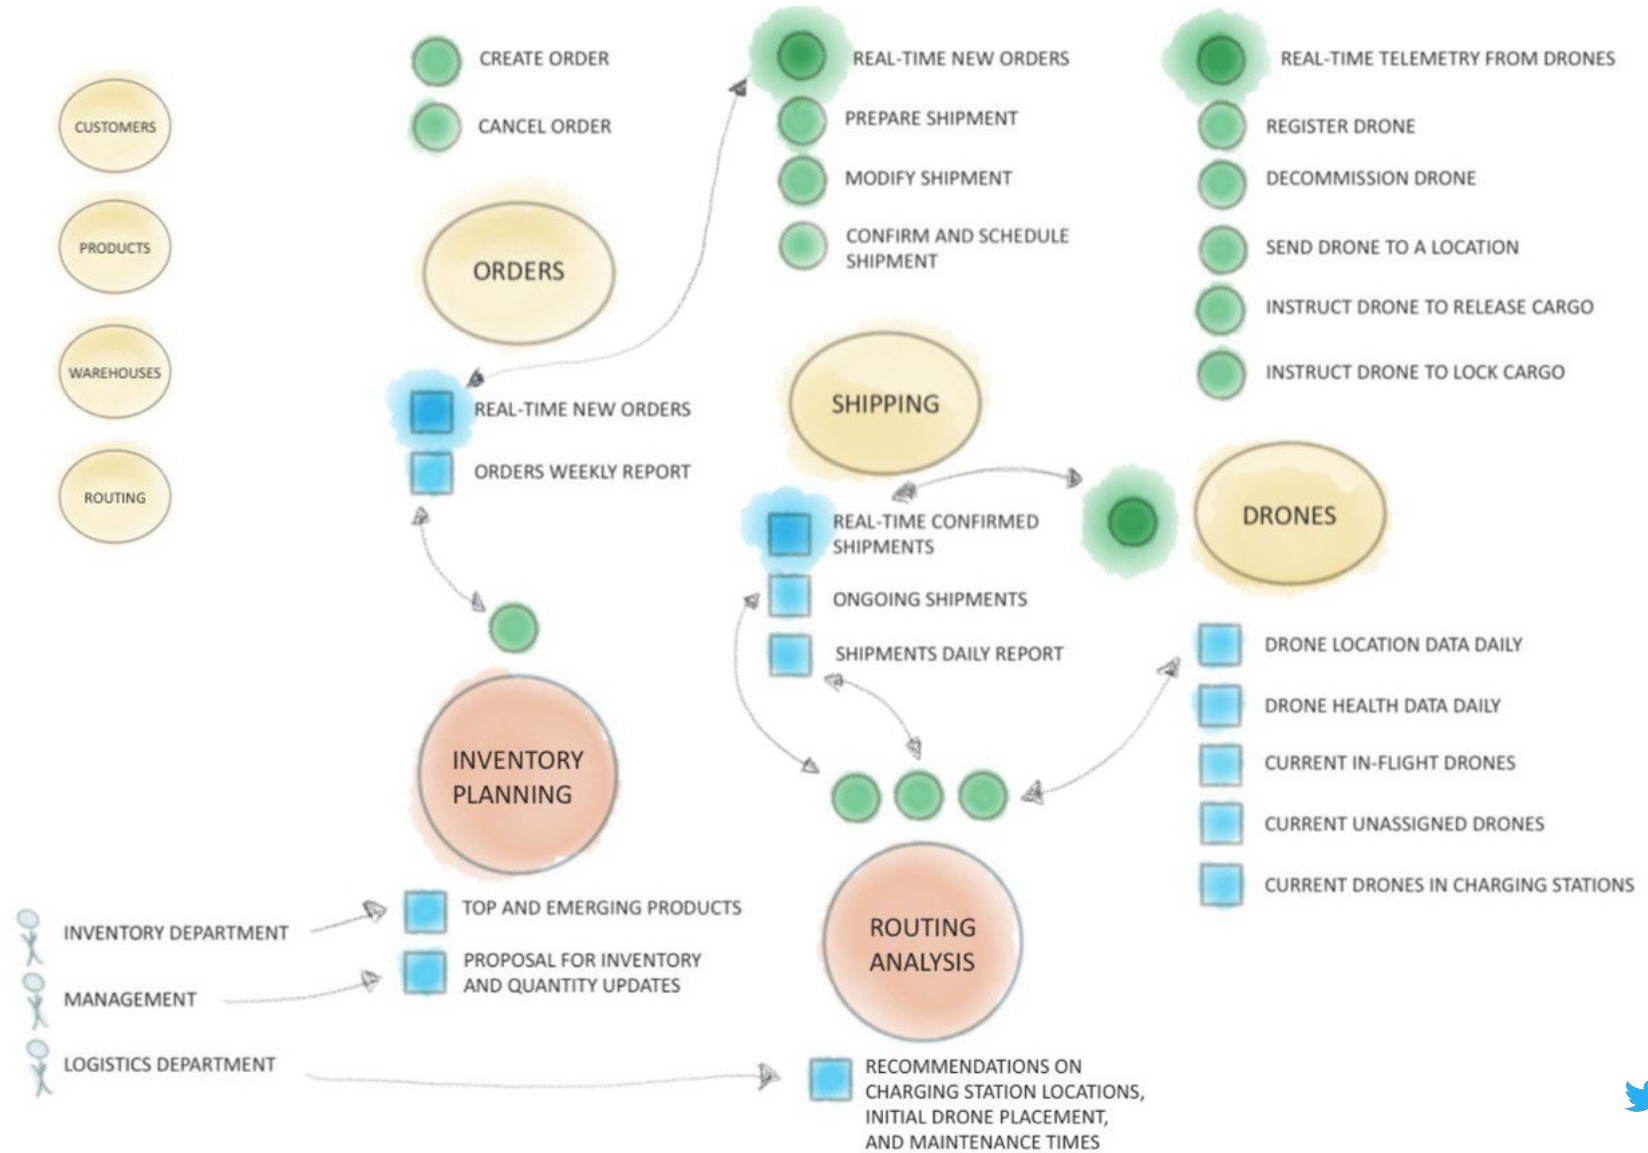 CUSTOMERS
PRODUCTS
WAREHOUSES
ROUTING
CREATE ORDER
CANCEL ORDER
ORDERS
REAL-TIME NEW ORDERS
ORDERS WEEKLY REPORT
INVENTORY
PLANNING
TOP AND EMERGING PRODUCTS
PROPOSAL FOR INVENTORY
AND QUANTITY UPDATES
INVENTORY DEPARTMENT
MANAGEMENT
LOGISTICS DEPARTMENT
REAL-TIME NEW ORDERS
PREPARE SHIPMENT
MODIFY SHIPMENT
CONFIRM AND SCHEDULE
SHIPMENT
SHIPPING
REAL-TIME CONFIRMED
SHIPMENTS
ONGOING SHIPMENTS
SHIPMENTS DAILY REPORT
ROUTING
ANALYSIS
RECOMMENDATIONS ON
CHARGING STATION LOCATIONS,
INITIAL DRONE PLACEMENT,
AND MAINTENANCE TIMES
REAL-TIME TELEMETRY FROM DRONES
REGISTER DRONE
DECOMMISSION DRONE
SEND DRONE TO A LOCATION
INSTRUCT DRONE TO RELEASE CARGO
INSTRUCT DRONE TO LOCK CARGO
DRONES
DRONE LOCATION DATA DAILY
DRONE HEALTH DATA DAILY
CURRENT IN-FLIGHT DRONES
CURRENT UNASSIGNED DRONES
CURRENT DRONES IN CHARGING STATIONS